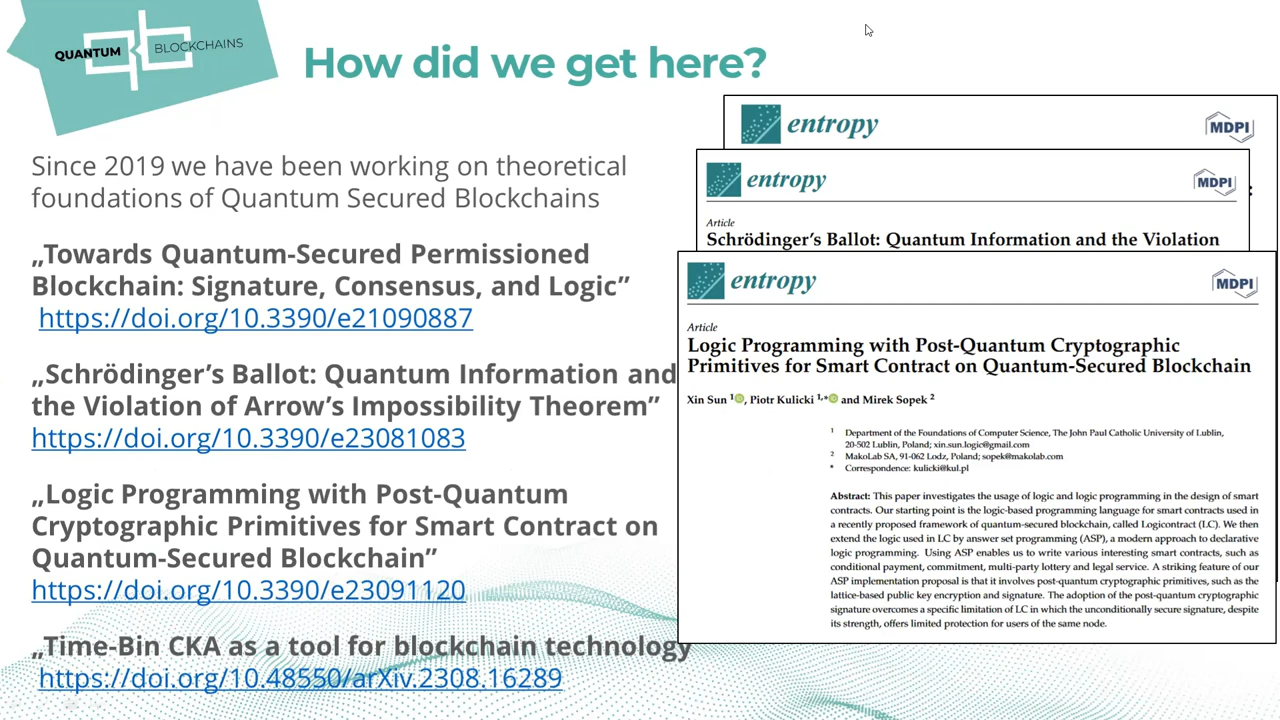 QUANTUM BLOCKCHAINS
How did we get here?
Since 2019 we have been working on theoretical
foundations of Quantum Secured Blockchains
„Towards Quantum-Secured Permissioned
Blockchain: Signature, Consensus, and Logic”
https://doi.org/10.3390/e21090887
„Schrödinger’s Ballot: Quantum Information and
the Violation of Arrow’s Impossibility Theorem”
https://doi.org/10.3390/e23081083
„Logic Programming with Post-Quantum
Cryptographic Primitives for Smart Contract on
Quantum-Secured Blockchain”
https://doi.org/10.3390/e23091120
„Time-Bin CKA as a tool for blockchain technology
https://doi.org/10.48550/arXiv.2308.16289
entropy
MDPI
:
entropy
MDPI
Article
Schrödinger’s Ballot: Quantum Information and the Violation
entropy
MDPI
Article
Logic Programming with Post-Quantum Cryptographic
Primitives for Smart Contract on Quantum-Secured Blockchain
Xin Sun 1, Piotr Kulicki 1,* and Mirek Sopek 2
1 Department of the Foundations of Computer Science, The John Paul Catholic University of Lublin,
20-502 Lublin, Poland; xin.sun.logic@gmail.com
2 MakoLab SA, 91-062 Lodz, Poland; sopek@makolab.com
* Correspondence: kulicki@kul.pl
Abstract: This paper investigates the usage of logic and logic programming in the design of smart
contracts. Our starting point is the logic-based programming language for smart contracts used in
a recently proposed framework of quantum-secured blockchain, called Logicontract (LC). We then
extend the logic used in LC by answer set programming (ASP), a modern approach to declarative
logic programming. Using ASP enables us to write various interesting smart contracts, such as
conditional payment, commitment, multi-party lottery and legal service. A striking feature of our
ASP implementation proposal is that it involves post-quantum cryptographic primitives, such as the
lattice-based public key encryption and signature. The adoption of the post-quantum cryptographic
signature overcomes a specific limitation of LC in which the unconditionally secure signature, despite
its strength, offers limited protection for users of the same node.